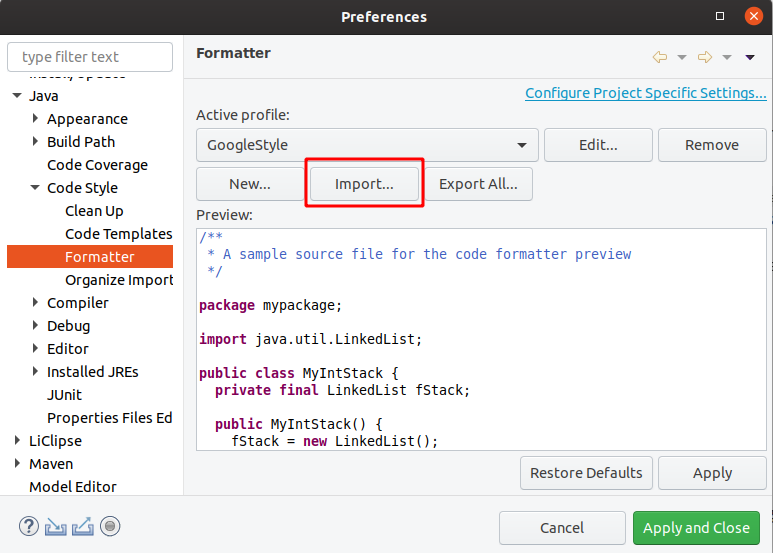 Preferences
type filter text
Install/Update
Java
Appearance
Build Path
Code Coverage
Code Style
Clean Up
Code Templates
Formatter
Organize Import
Compiler
Debug
Editor
Installed JREs
JUnit
Properties Files Ed
LiClipse
Maven
Model Editor
Formatter
Configure Project Specific Settings...
Active profile:
GoogleStyle
Edit...
Remove
New...
Import...
Export All...
Preview:
/**
 * A sample source file for the code formatter preview
 */
package mypackage;
import java.util.LinkedList;
public class MyIntStack {
  private final LinkedList fStack;
  public MyIntStack() {
    fStack = new LinkedList();
Restore Defaults
Apply
?
Cancel
Apply and Close